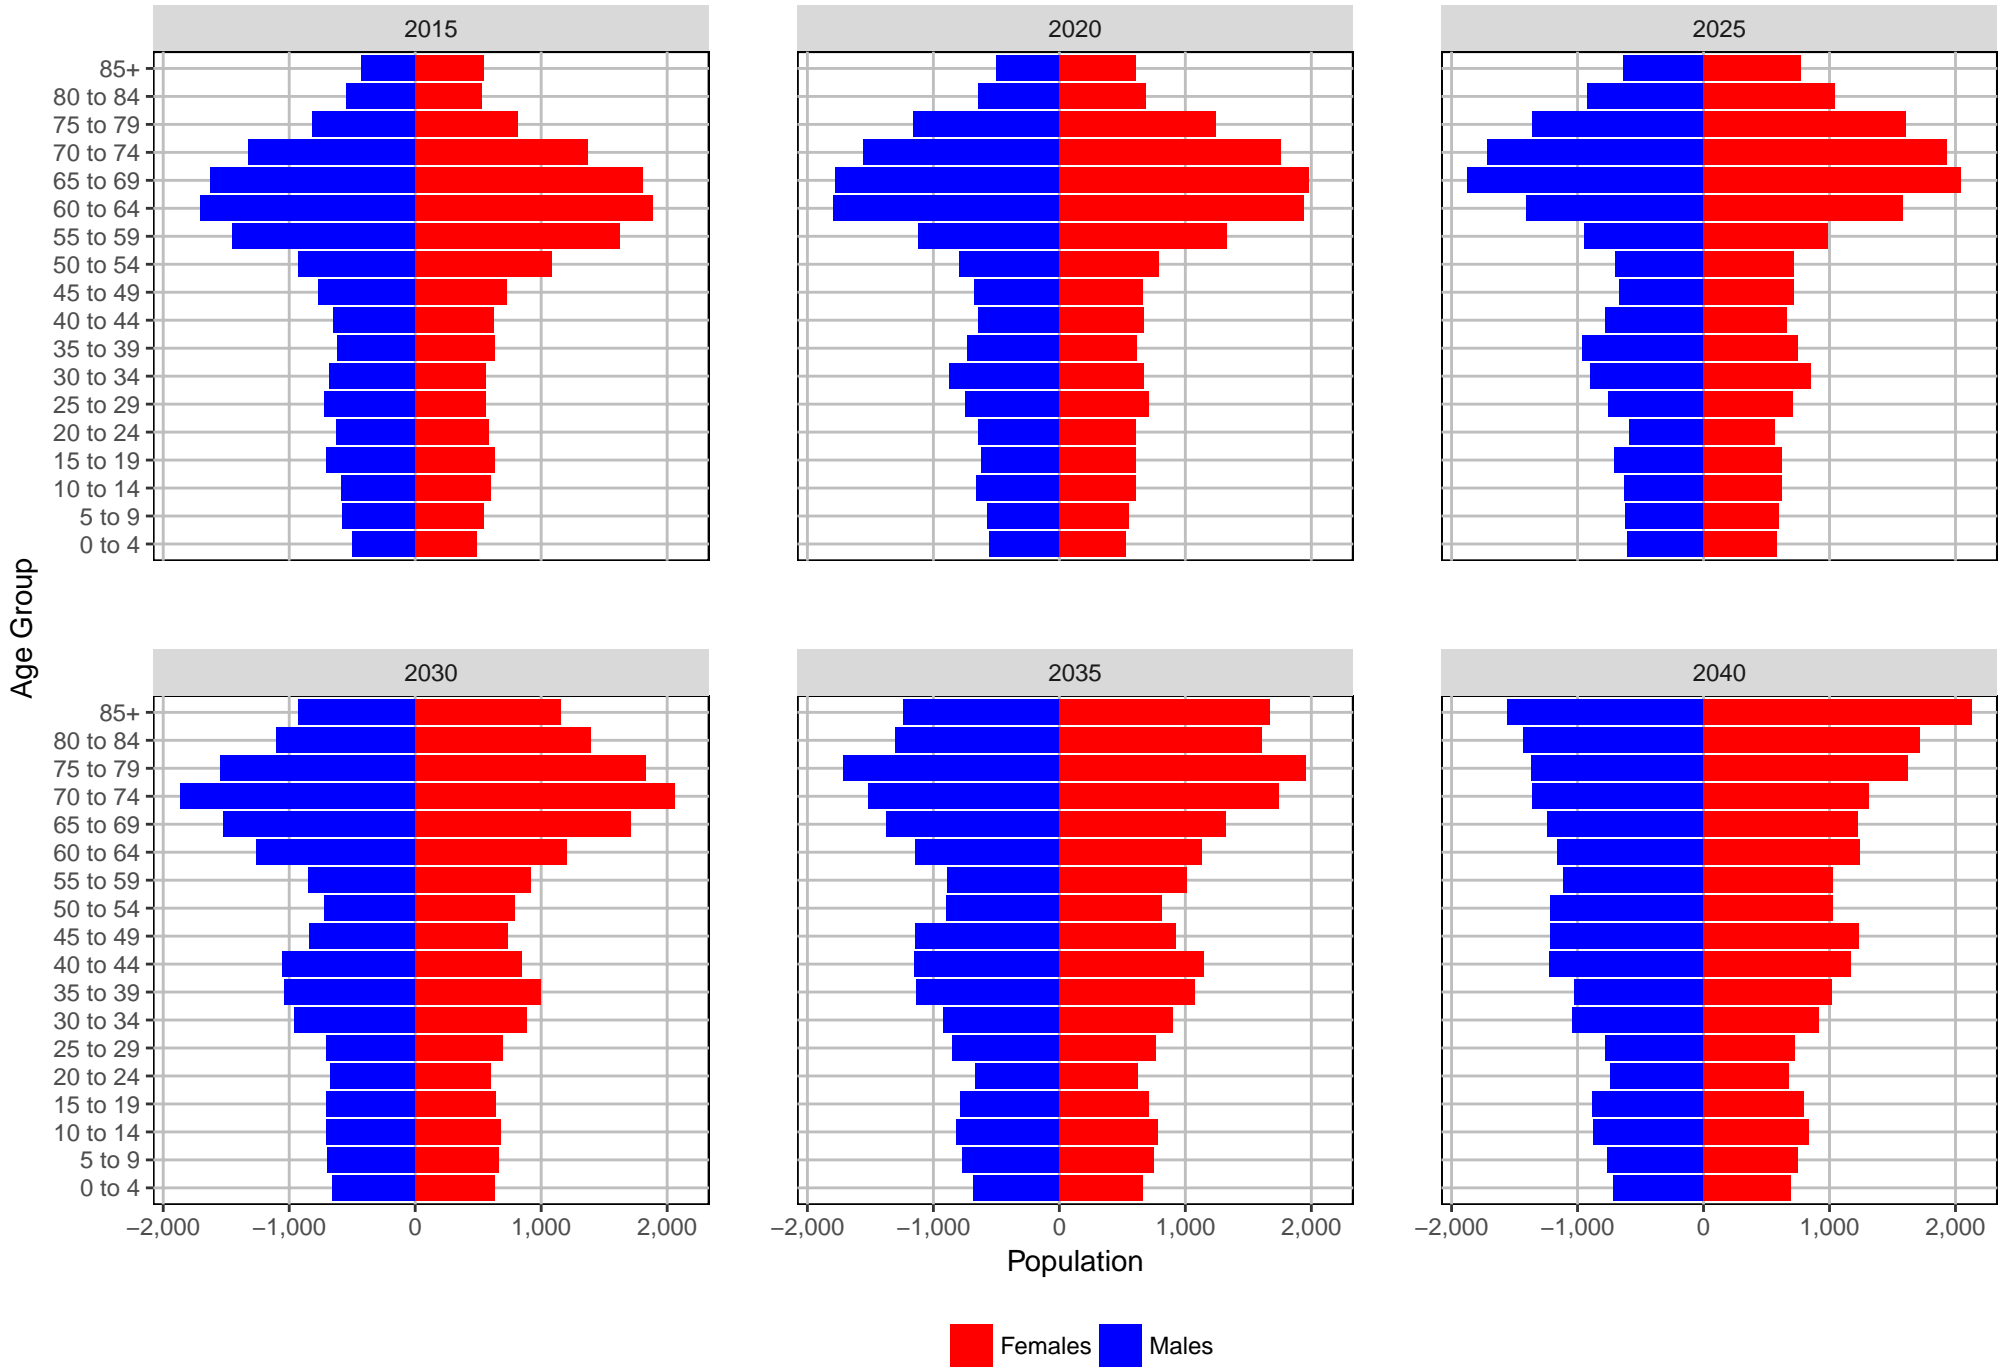 2015
2020
2025
85+
80 to 84
75 to 79
70 to 74
65 to 69
60 to 64
55 to 59
50 to 54
45 to 49
40 to 44
35 to 39
30 to 34
25 to 29
20 to 24
15 to 19
10 to 14
5 to 9
0 to 4
Age Group
2030
2035
2040
85+
80 to 84
75 to 79
70 to 74
65 to 69
60 to 64
55 to 59
50 to 54
45 to 49
40 to 44
35 to 39
30 to 34
25 to 29
20 to 24
15 to 19
10 to 14
5 to 9
0 to 4
−2,000 −1,000 0 1,000 2,000
−2,000 −1,000 0 1,000 2,000
−2,000 −1,000 0 1,000 2,000
Population
Females Males